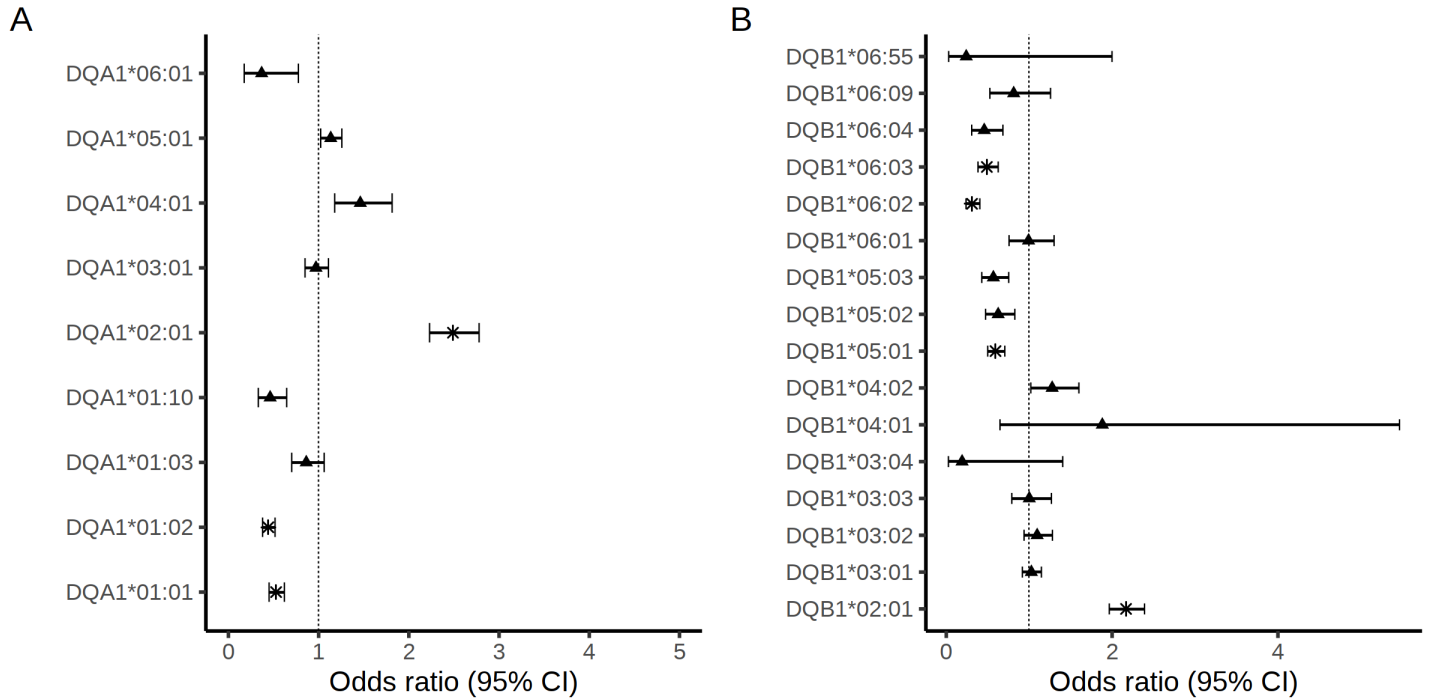 A
DQA1*06:01
DQA1*05:01
DQA1*04:01
DQA1*03:01
DQA1*02:01
DQA1*01:10
DQA1*01:03
DQA1*01:02
DQA1*01:01
0 1 2 3 4 5
Odds ratio (95% CI)
B
DQB1*06:55
DQB1*06:09
DQB1*06:04
DQB1*06:03
DQB1*06:02
DQB1*06:01
DQB1*05:03
DQB1*05:02
DQB1*05:01
DQB1*04:02
DQB1*04:01
DQB1*03:04
DQB1*03:03
DQB1*03:02
DQB1*03:01
DQB1*02:01
0 2 4
Odds ratio (95% CI)